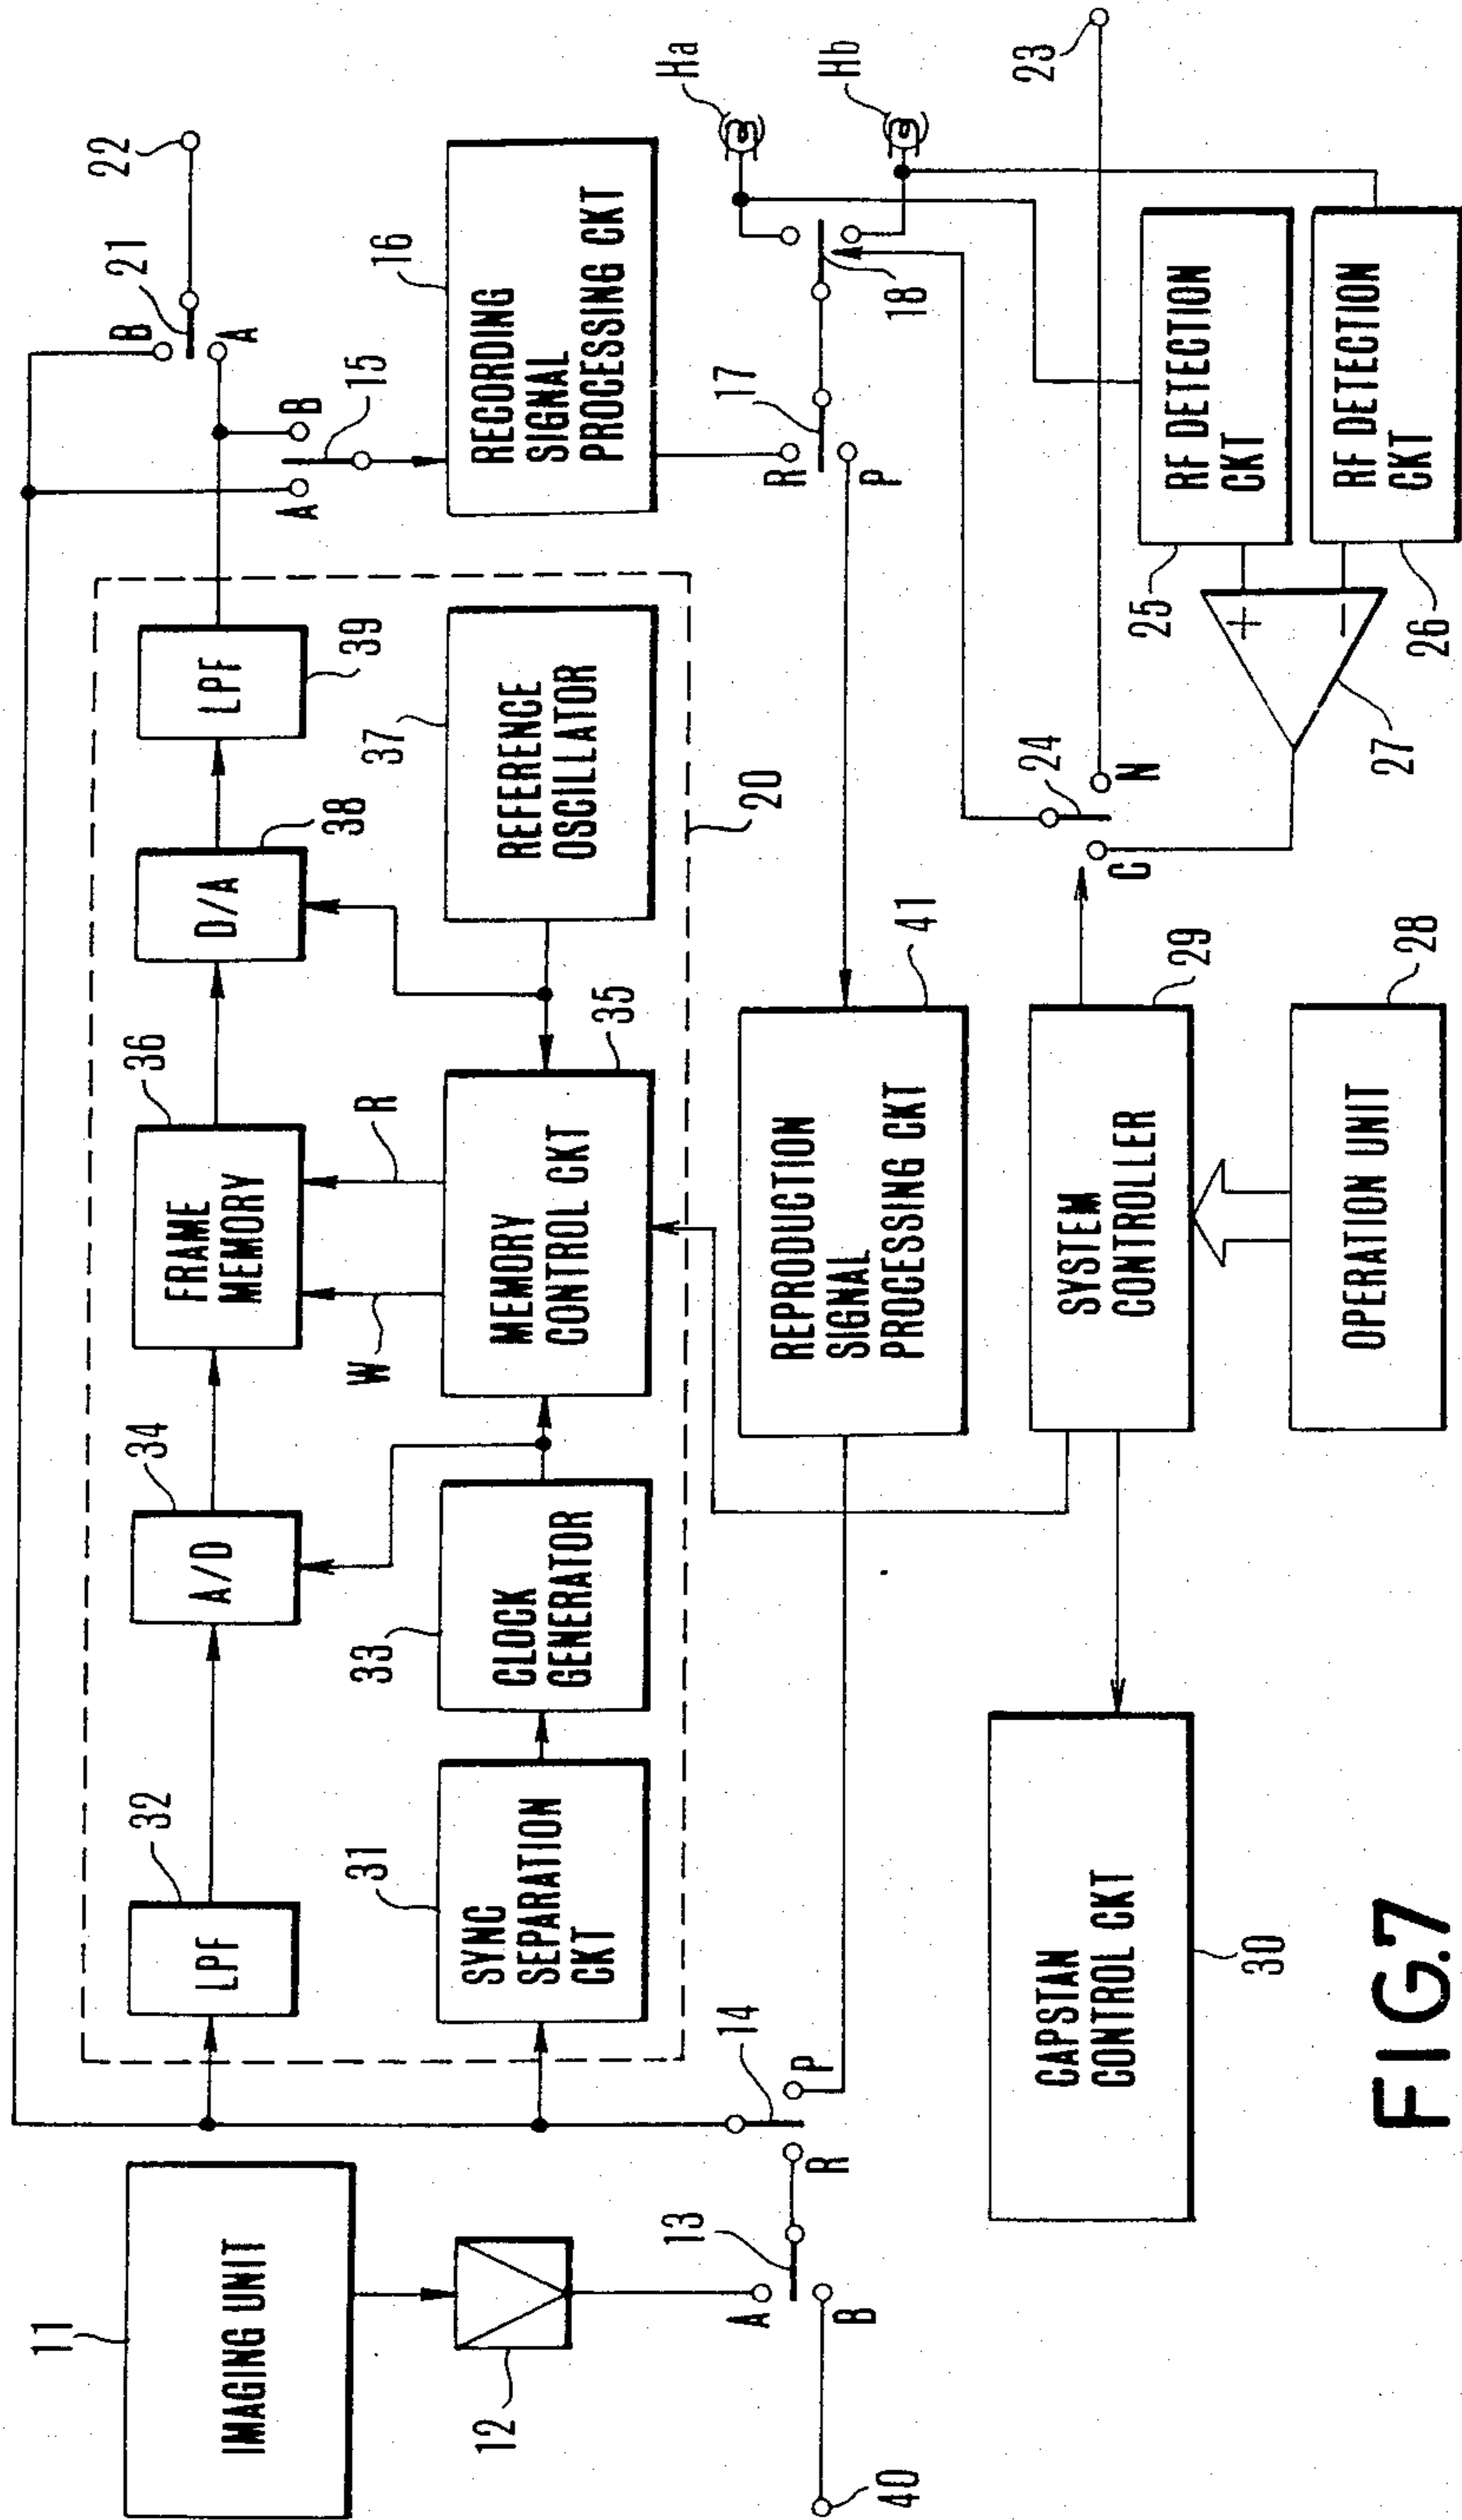 11
IMAGING UNIT
12
A
13
B
40
R
14
P
20
32
LPF
34
A/D
36
FRAME
MEMORY
38
D/A
39
LPF
31
SYNC
SEPARATION
CKT
33
CLOCK
GENERATOR
W
R
35
MEMORY
CONTROL CKT
37
REFERENCE
OSCILLATOR
B
21
A
22
A
15
B
16
RECORDING
SIGNAL
PROCESSING CKT
R
17
P
18
Ha
Hb
41
REPRODUCTION
SIGNAL
PROCESSING CKT
30
CAPSTAN
CONTROL CKT
29
SYSTEM
CONTROLLER
28
OPERATION UNIT
C
24
N
23
25
RF DETECTION
CKT
26
RF DETECTION
CKT
27
+
−
FIG.7